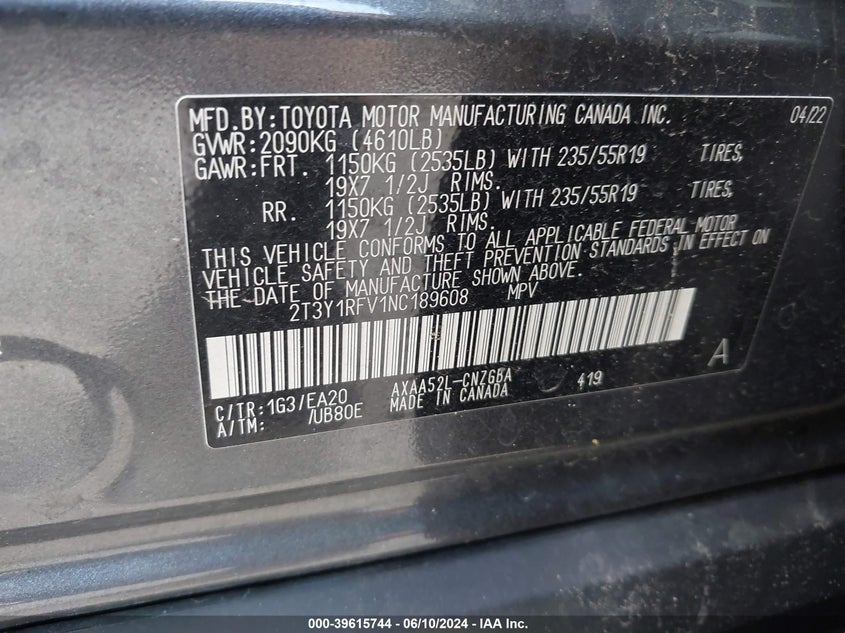 MFD.BY:TOYOTA MOTOR MANUFACTURING CANADA INC. 04/22
GVWR:2090KG (4610LB)
GAWR:FRT. 1150KG (2535LB) WITH 235/55R19 TIRES,
19X7 1/2J RIMS.
RR. 1150KG (2535LB) WITH 235/55R19 TIRES,
19X7 1/2J RIMS.
THIS VEHICLE CONFORMS TO ALL APPLICABLE FEDERAL MOTOR
VEHICLE SAFETY AND THEFT PREVENTION STANDARDS IN EFFECT ON
THE DATE OF MANUFACTURE SHOWN ABOVE.
2T3Y1RFV1NC189608 MPV
A
C/TR:1G3/EA20 AXAA52L-CNZGBA 419
A/TM: /UB80E MADE IN CANADA
000-39615744 - 06/10/2024 - IAA Inc.